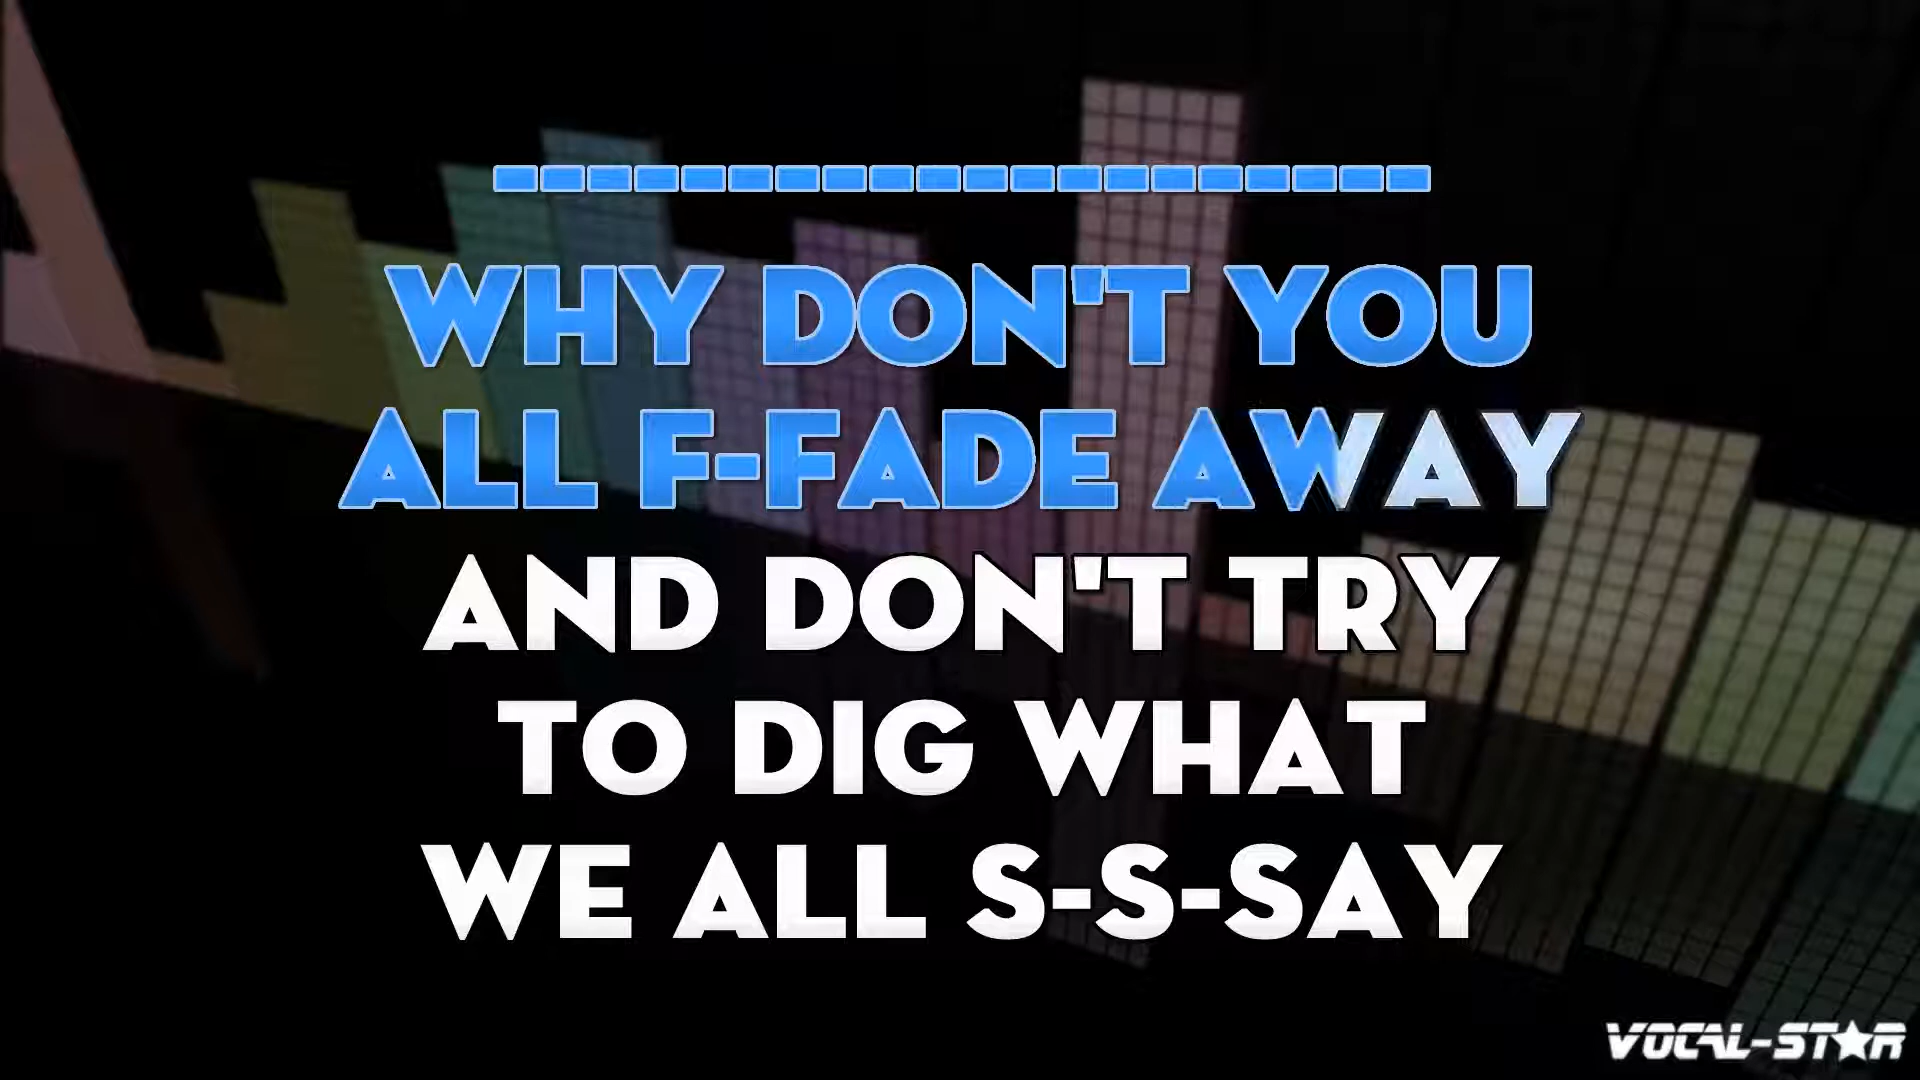 WHY DON'T YOU
ALL F-FADE AWAY
AND DON'T TRY
TO DIG WHAT
WE ALL S-S-SAY
VOCAL-STAR